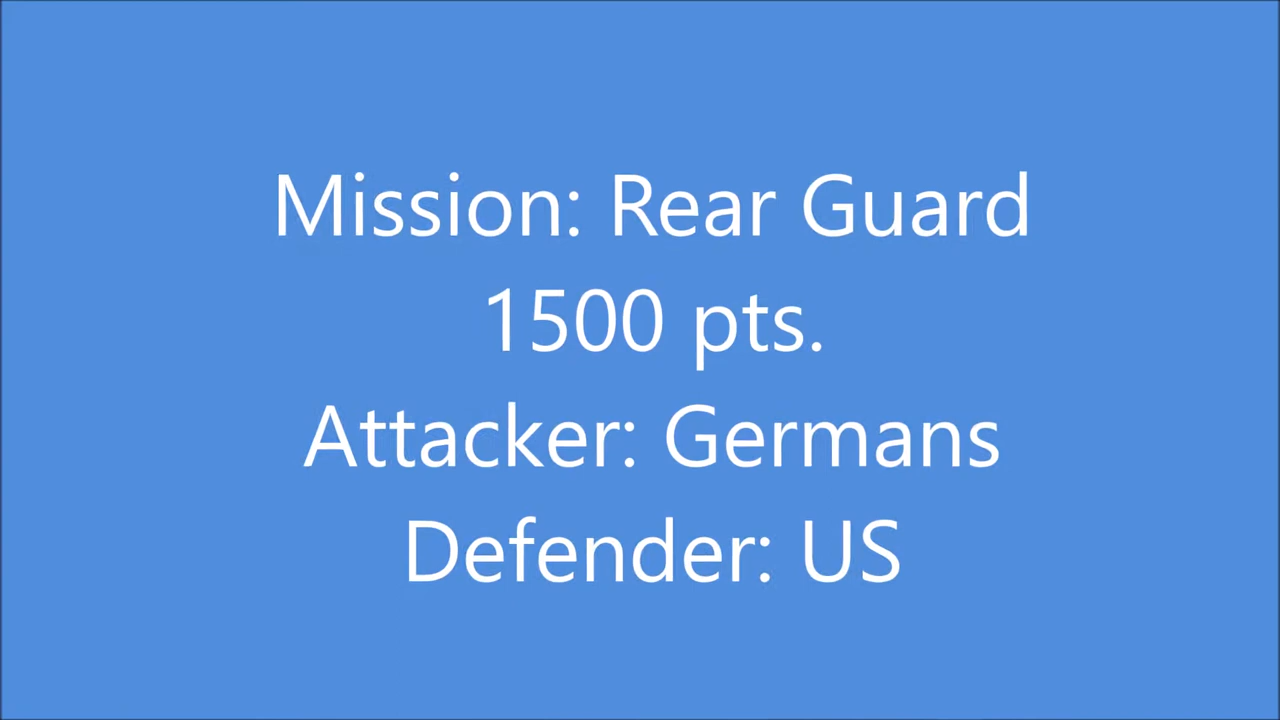 Mission: Rear Guard
1500 pts.
Attacker: Germans
Defender: US